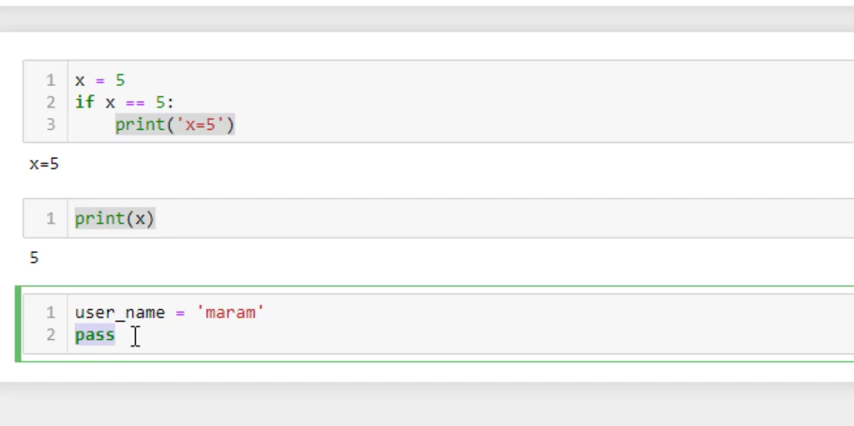 1 x = 5
2 if x == 5:
3     print('x=5')
x=5
1 print(x)
5
1 user_name = 'maram'
2 pass